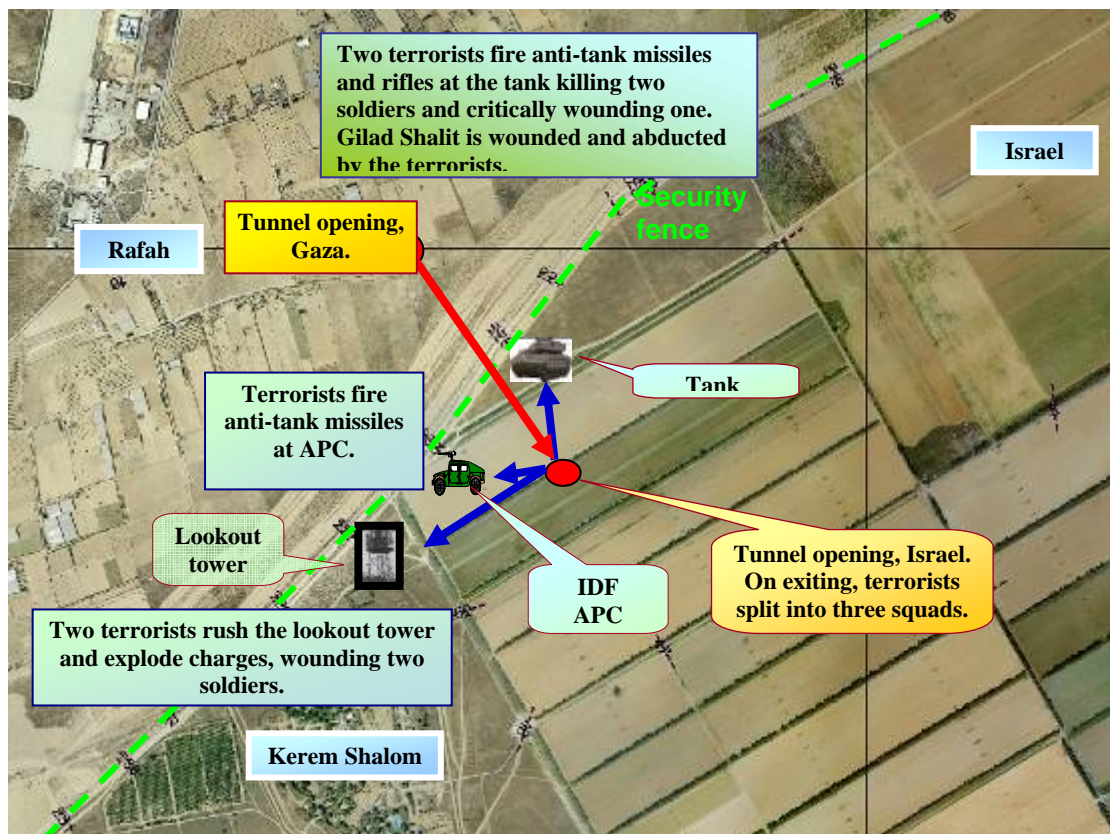 Two terrorists fire anti-tank missiles
and rifles at the tank killing two
soldiers and critically wounding one.
Gilad Shalit is wounded and abducted
by the terrorists.
Israel
Security
fence
Tunnel opening,
Gaza.
Rafah
Tank
Terrorists fire
anti-tank missiles
at APC.
Lookout
tower
IDF
APC
Tunnel opening, Israel.
On exiting, terrorists
split into three squads.
Two terrorists rush the lookout tower
and explode charges, wounding two
soldiers.
Kerem Shalom